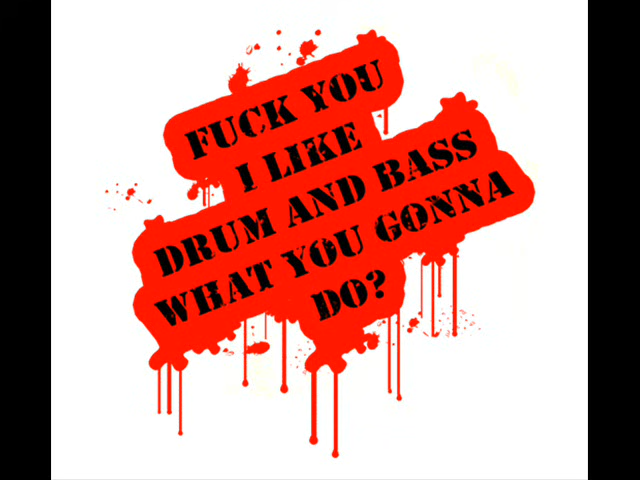 FUCK YOU
I LIKE
DRUM AND BASS
WHAT YOU GONNA
DO?